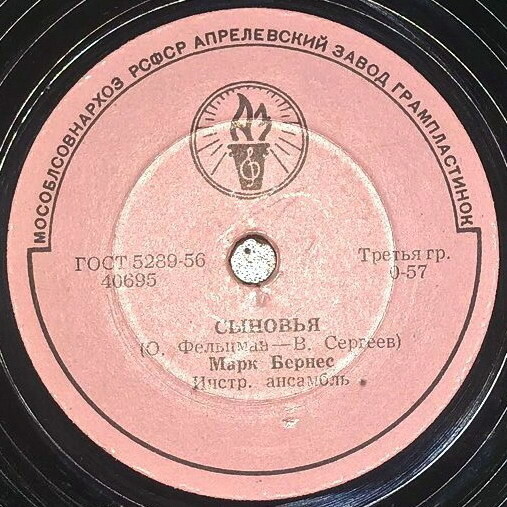 МОСОБЛСОВНАРХОЗ РСФСР АПРЕЛЕВСКИЙ ЗАВОД ГРАМПЛАСТИНОК
ГОСТ 5289-56
40695
Третья гр.
0-57
СЫНОВЬЯ
(О. Фельцман—В. Сергеев)
Марк Бернес
Инстр. ансамбль